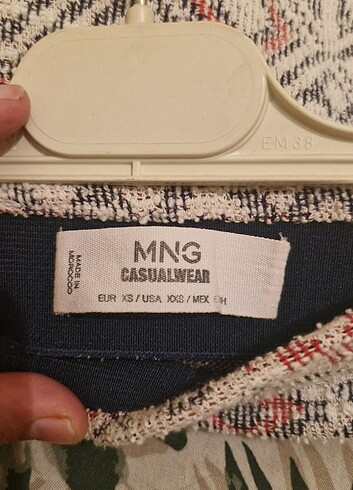 EM 38
MNG
CASUALWEAR
EUR XS / USA XXS / MEX
MADE IN
MOROCCO